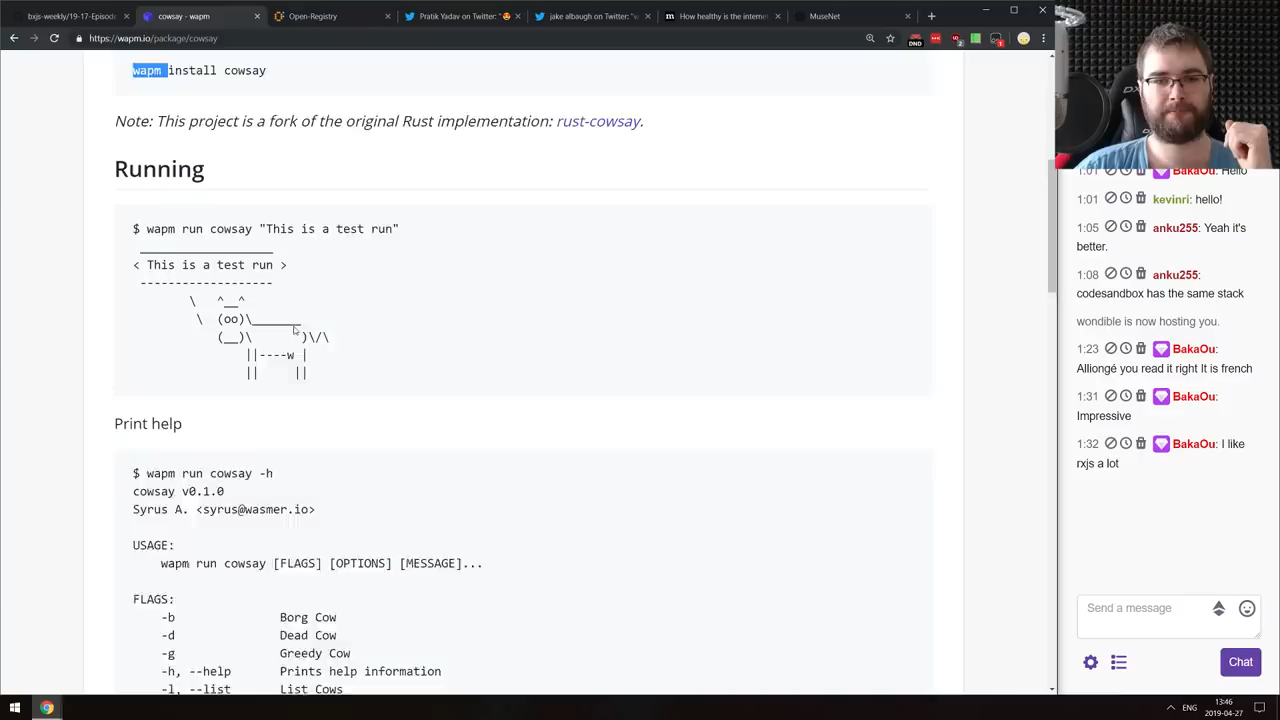 bxjs-weekly/19-17-Episode
cowsay - wapm
Open-Registry
Pratik Yadav on Twitter: "😍
jake albaugh on Twitter: "w
How healthy is the internet
MuseNet
https://wapm.io/package/cowsay
wapm install cowsay
Note: This project is a fork of the original Rust implementation: rust-cowsay.
Running
$ wapm run cowsay "This is a test run"
 ___________________
< This is a test run >
 -------------------
        \   ^__^
         \  (oo)\_______
            (__)\       )\/\
                ||----w |
                ||     ||
Print help
$ wapm run cowsay -h
cowsay v0.1.0
Syrus A. <syrus@wasmer.io>
USAGE:
wapm run cowsay [FLAGS] [OPTIONS] [MESSAGE]...
FLAGS:
-b Borg Cow
-d Dead Cow
-g Greedy Cow
-h, --help Prints help information
-l, --list List Cows
DX
1:01 BakaOu: Hello
1:01 kevinri: hello!
1:05 anku255: Yeah it's
better.
1:08 anku255:
codesandbox has the same stack
wondible is now hosting you.
1:23 BakaOu:
Alliongé you read it right It is french
1:31 BakaOu:
Impressive
1:32 BakaOu: I like
rxjs a lot
Send a message
Chat
ENG
13:46
2019-04-27